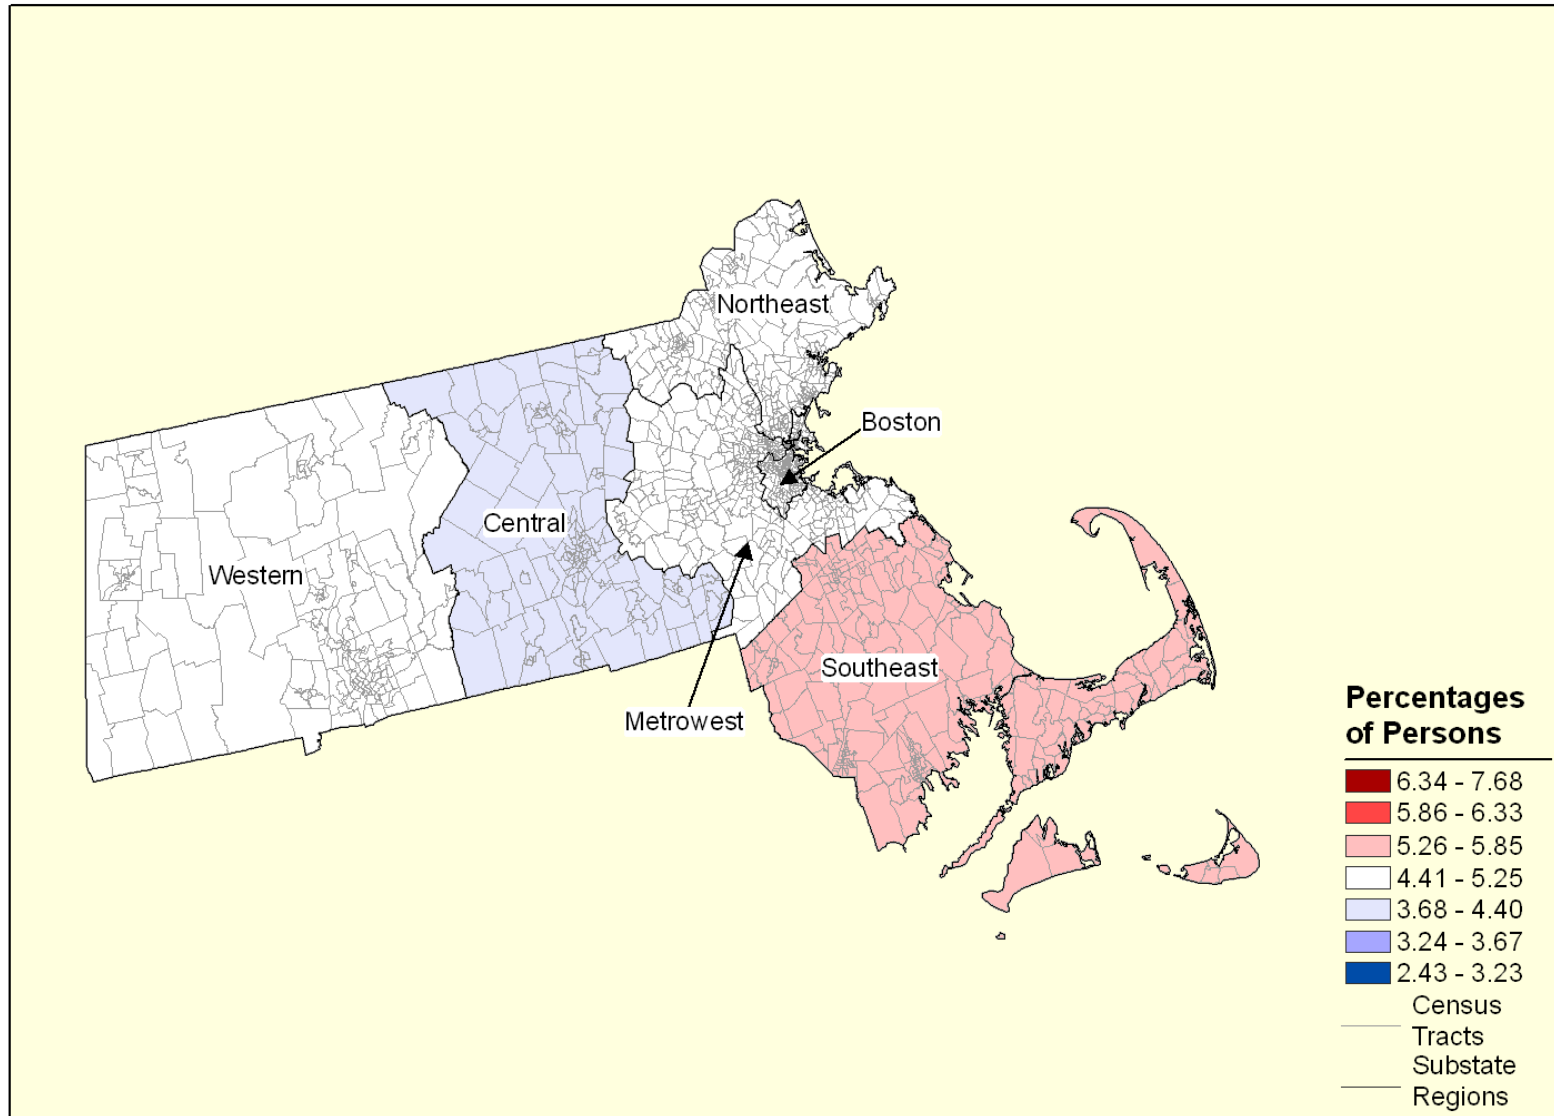 Northeast
Boston
Central
Western
Southeast
Metrowest
Percentages
of Persons
6.34 - 7.68
5.86 - 6.33
5.26 - 5.85
4.41 - 5.25
3.68 - 4.40
3.24 - 3.67
2.43 - 3.23
Census
Tracts
Substate
Regions